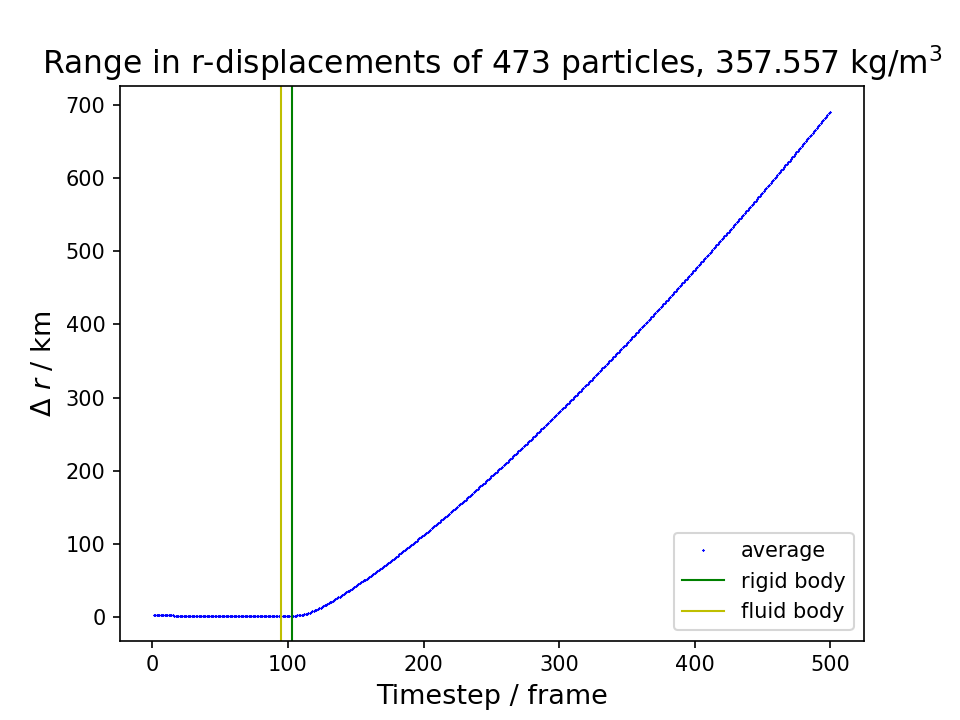 Range in r-displacements of 473 particles, 357.557 kg/m³
Δ r / km
700
600
500
400
300
200
100
0
0 100 200 300 400 500
Timestep / frame
average
rigid body
fluid body